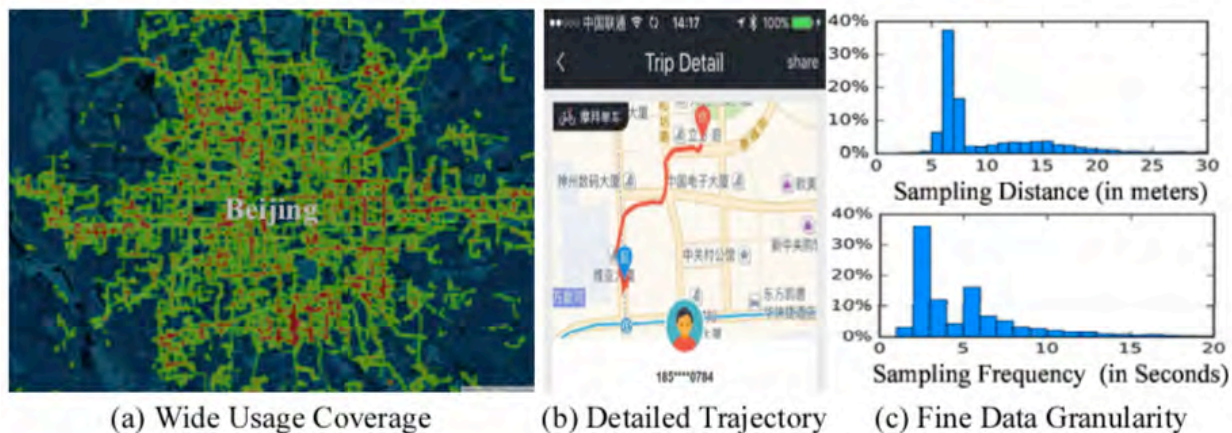 Beijing
中国联通 14:17 100%
Trip Detail
share
摩拜单车
神州数码大厦
中国电子大厦
中关村公馆
185****0784
40%
30%
20%
10%
0%
0 5 10 15 20 25 30
Sampling Distance (in meters)
40%
30%
20%
10%
0%
0 5 10 15 20
Sampling Frequency (in Seconds)
(a) Wide Usage Coverage
(b) Detailed Trajectory
(c) Fine Data Granularity